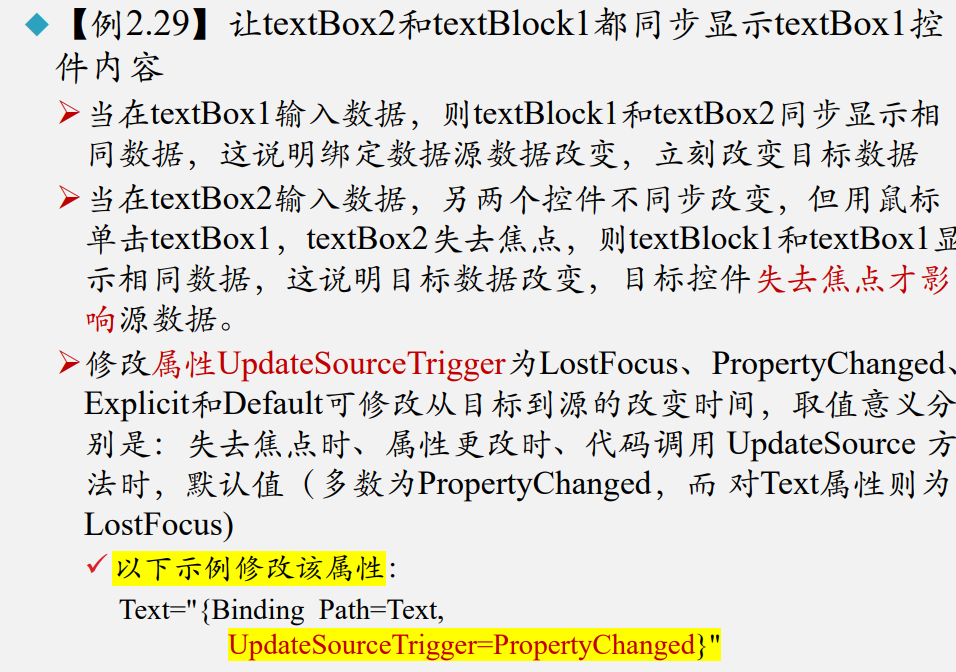 【例2.29】让textBox2和textBlock1都同步显示textBox1控
件内容
当在textBox1输入数据，则textBlock1和textBox2同步显示相
同数据，这说明绑定数据源数据改变，立刻改变目标数据
当在textBox2输入数据，另两个控件不同步改变，但用鼠标
单击textBox1，textBox2失去焦点，则textBlock1和textBox1显
示相同数据，这说明目标数据改变，目标控件失去焦点才影
响源数据。
修改属性UpdateSourceTrigger为LostFocus、PropertyChanged、
Explicit和Default可修改从目标到源的改变时间，取值意义分
别是：失去焦点时、属性更改时、代码调用 UpdateSource 方
法时，默认值（多数为PropertyChanged，而 对Text属性则为
LostFocus)
以下示例修改该属性：
Text="{Binding Path=Text,
UpdateSourceTrigger=PropertyChanged}"